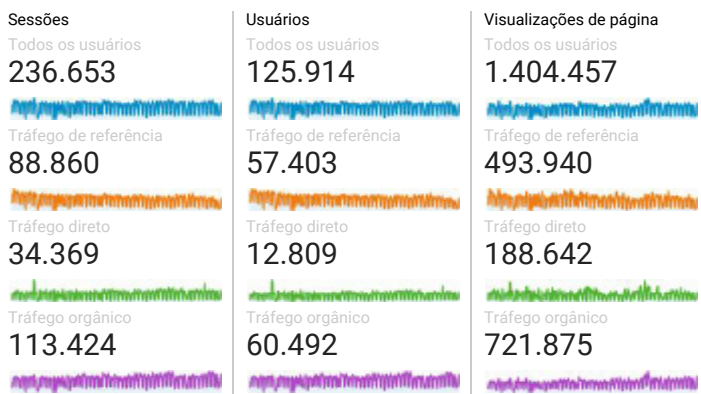 Sessões
Todos os usuários
236.653
Tráfego de referência
88.860
Tráfego direto
34.369
Tráfego orgânico
113.424
Usuários
Todos os usuários
125.914
Tráfego de referência
57.403
Tráfego direto
12.809
Tráfego orgânico
60.492
Visualizações de página
Todos os usuários
1.404.457
Tráfego de referência
493.940
Tráfego direto
188.642
Tráfego orgânico
721.875